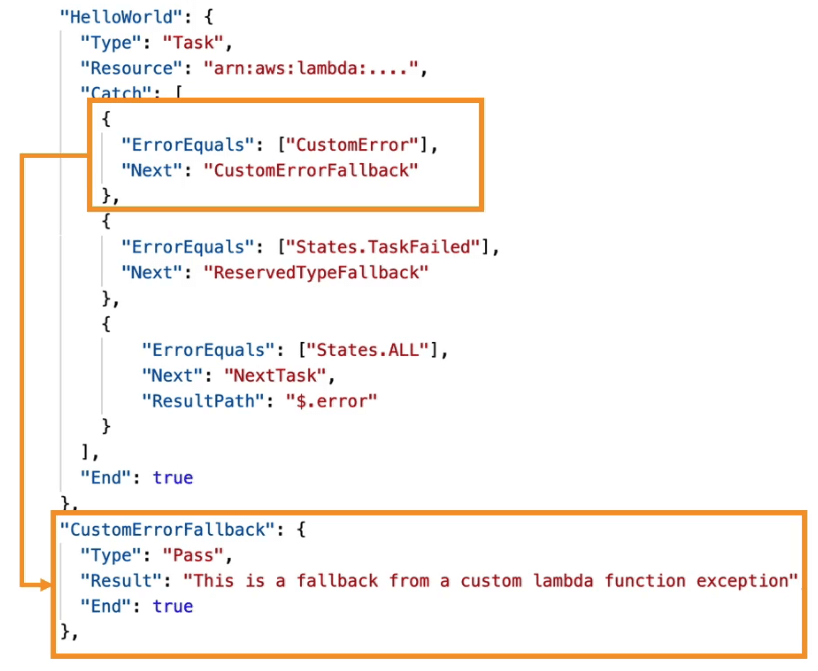 "HelloWorld": {
"Type": "Task",
"Resource": "arn:aws:lambda:....",
"Catch": [
{
"ErrorEquals": ["CustomError"],
"Next": "CustomErrorFallback"
},
{
"ErrorEquals": ["States.TaskFailed"],
"Next": "ReservedTypeFallback"
},
{
"ErrorEquals": ["States.ALL"],
"Next": "NextTask",
"ResultPath": "$.error"
}
],
"End": true
},
"CustomErrorFallback": {
"Type": "Pass",
"Result": "This is a fallback from a custom lambda function exception"
"End": true
},